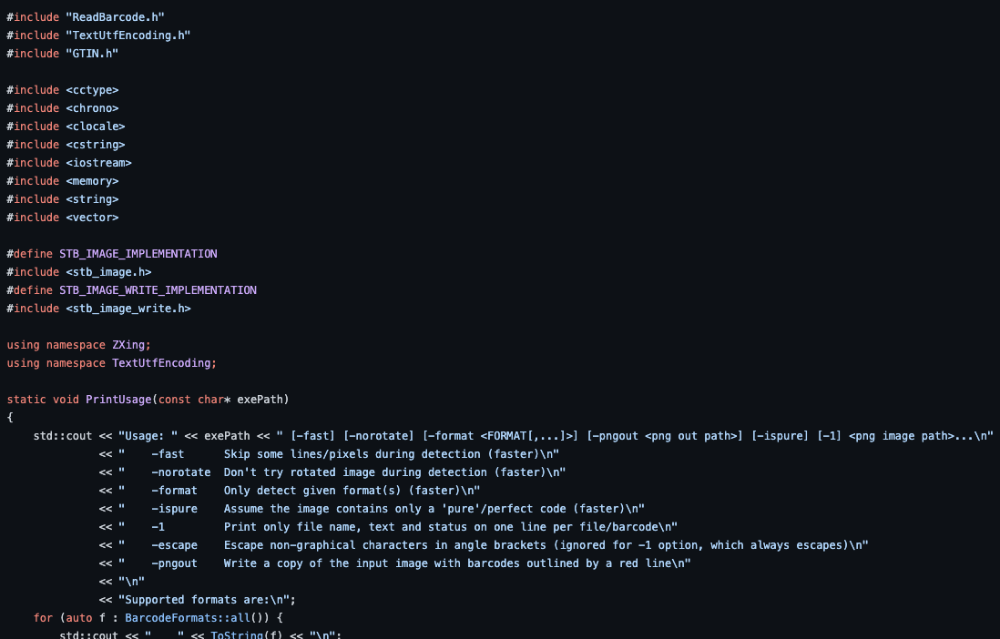 #include "ReadBarcode.h"
#include "TextUtfEncoding.h"
#include "GTIN.h"

#include <cctype>
#include <chrono>
#include <clocale>
#include <cstring>
#include <iostream>
#include <memory>
#include <string>
#include <vector>

#define STB_IMAGE_IMPLEMENTATION
#include <stb_image.h>
#define STB_IMAGE_WRITE_IMPLEMENTATION
#include <stb_image_write.h>

using namespace ZXing;
using namespace TextUtfEncoding;

static void PrintUsage(const char* exePath)
{
    std::cout << "Usage: " << exePath << " [-fast] [-norotate] [-format <FORMAT[,...]>] [-pngout <png out path>] [-ispure] [-1] <png image path>...\n"
              << "    -fast      Skip some lines/pixels during detection (faster)\n"
              << "    -norotate  Don't try rotated image during detection (faster)\n"
              << "    -format    Only detect given format(s) (faster)\n"
              << "    -ispure    Assume the image contains only a 'pure'/perfect code (faster)\n"
              << "    -1         Print only file name, text and status on one line per file/barcode\n"
              << "    -escape    Escape non-graphical characters in angle brackets (ignored for -1 option, which always escapes)\n"
              << "    -pngout    Write a copy of the input image with barcodes outlined by a red line\n"
              << "\n"
              << "Supported formats are:\n";
    for (auto f : BarcodeFormats::all()) {
        std::cout << "    " << ToString(f) << "\n";